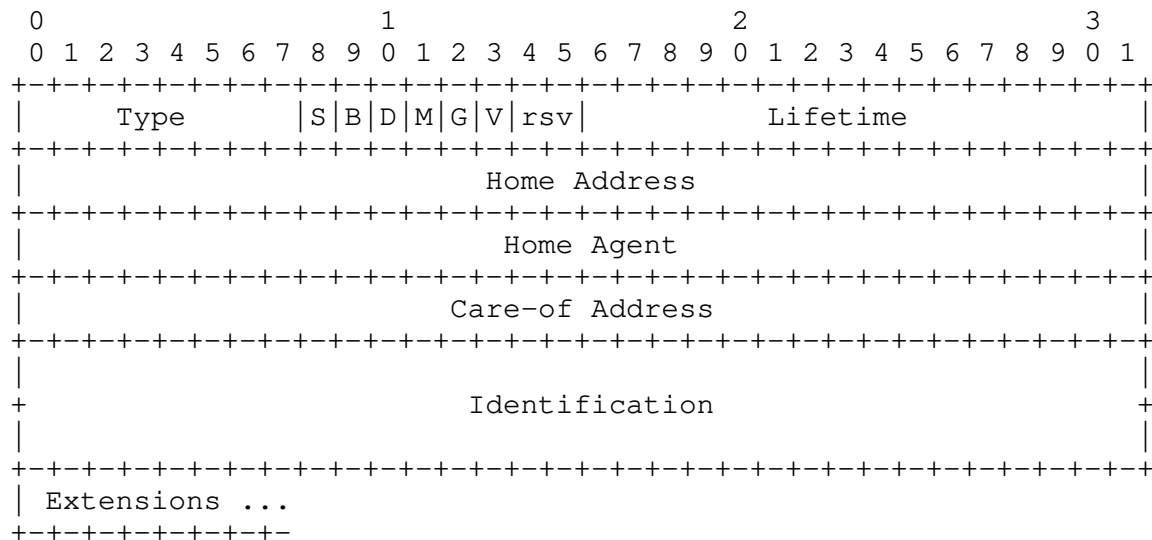 0                   1                   2                   3
 0 1 2 3 4 5 6 7 8 9 0 1 2 3 4 5 6 7 8 9 0 1 2 3 4 5 6 7 8 9 0 1
+-+-+-+-+-+-+-+-+-+-+-+-+-+-+-+-+-+-+-+-+-+-+-+-+-+-+-+-+-+-+-+-+
|     Type      |S|B|D|M|G|V|rsv|          Lifetime             |
+-+-+-+-+-+-+-+-+-+-+-+-+-+-+-+-+-+-+-+-+-+-+-+-+-+-+-+-+-+-+-+-+
|                          Home Address                         |
+-+-+-+-+-+-+-+-+-+-+-+-+-+-+-+-+-+-+-+-+-+-+-+-+-+-+-+-+-+-+-+-+
|                           Home Agent                          |
+-+-+-+-+-+-+-+-+-+-+-+-+-+-+-+-+-+-+-+-+-+-+-+-+-+-+-+-+-+-+-+-+
|                        Care-of Address                        |
+-+-+-+-+-+-+-+-+-+-+-+-+-+-+-+-+-+-+-+-+-+-+-+-+-+-+-+-+-+-+-+-+
|                                                               |
+                         Identification                        +
|                                                               |
+-+-+-+-+-+-+-+-+-+-+-+-+-+-+-+-+-+-+-+-+-+-+-+-+-+-+-+-+-+-+-+-+
| Extensions ...
+-+-+-+-+-+-+-+-